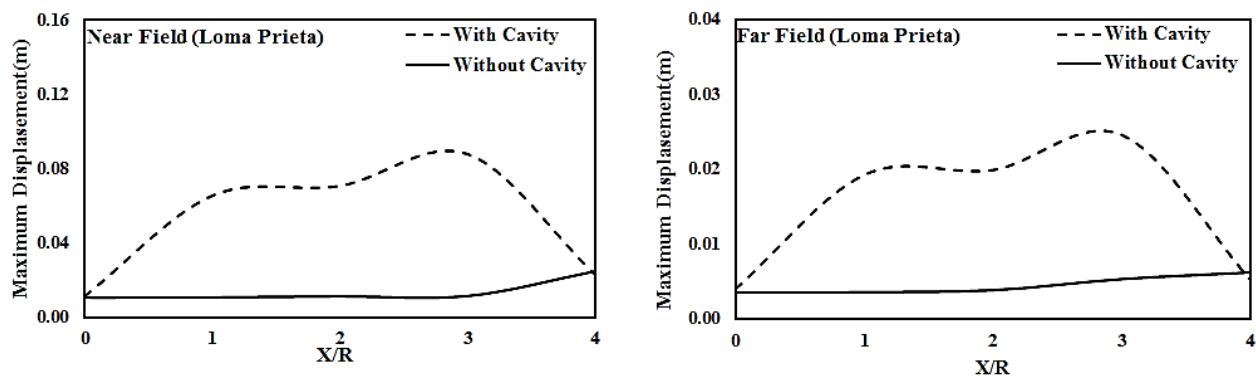 Near Field (Loma Prieta)
With Cavity
Without Cavity
Maximum Displasement(m)
0.16
0.12
0.08
0.04
0.00
0 1 2 3 4
X/R
Far Field (Loma Prieta)
With Cavity
Without Cavity
Maximum Displasement(m)
0.04
0.03
0.02
0.01
0.00
0 1 2 3 4
X/R